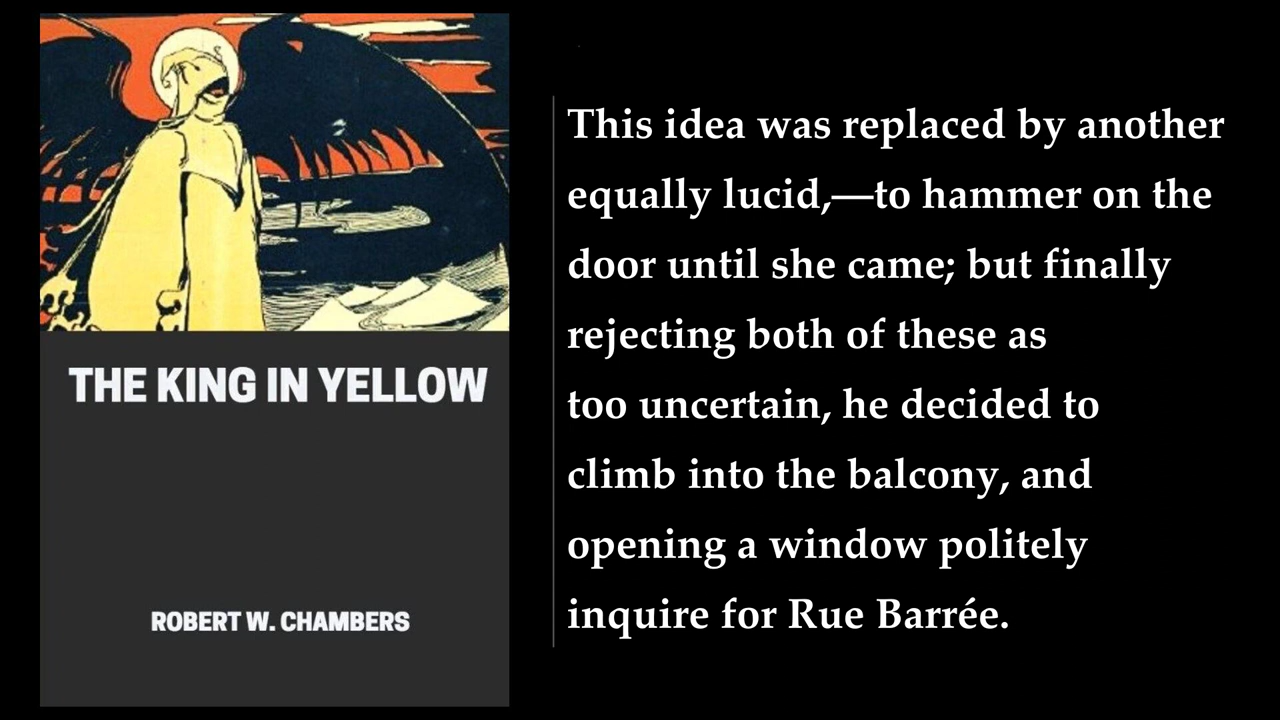 THE KING IN YELLOW
ROBERT W. CHAMBERS
This idea was replaced by another
equally lucid,—to hammer on the
door until she came; but finally
rejecting both of these as
too uncertain, he decided to
climb into the balcony, and
opening a window politely
inquire for Rue Barrée.